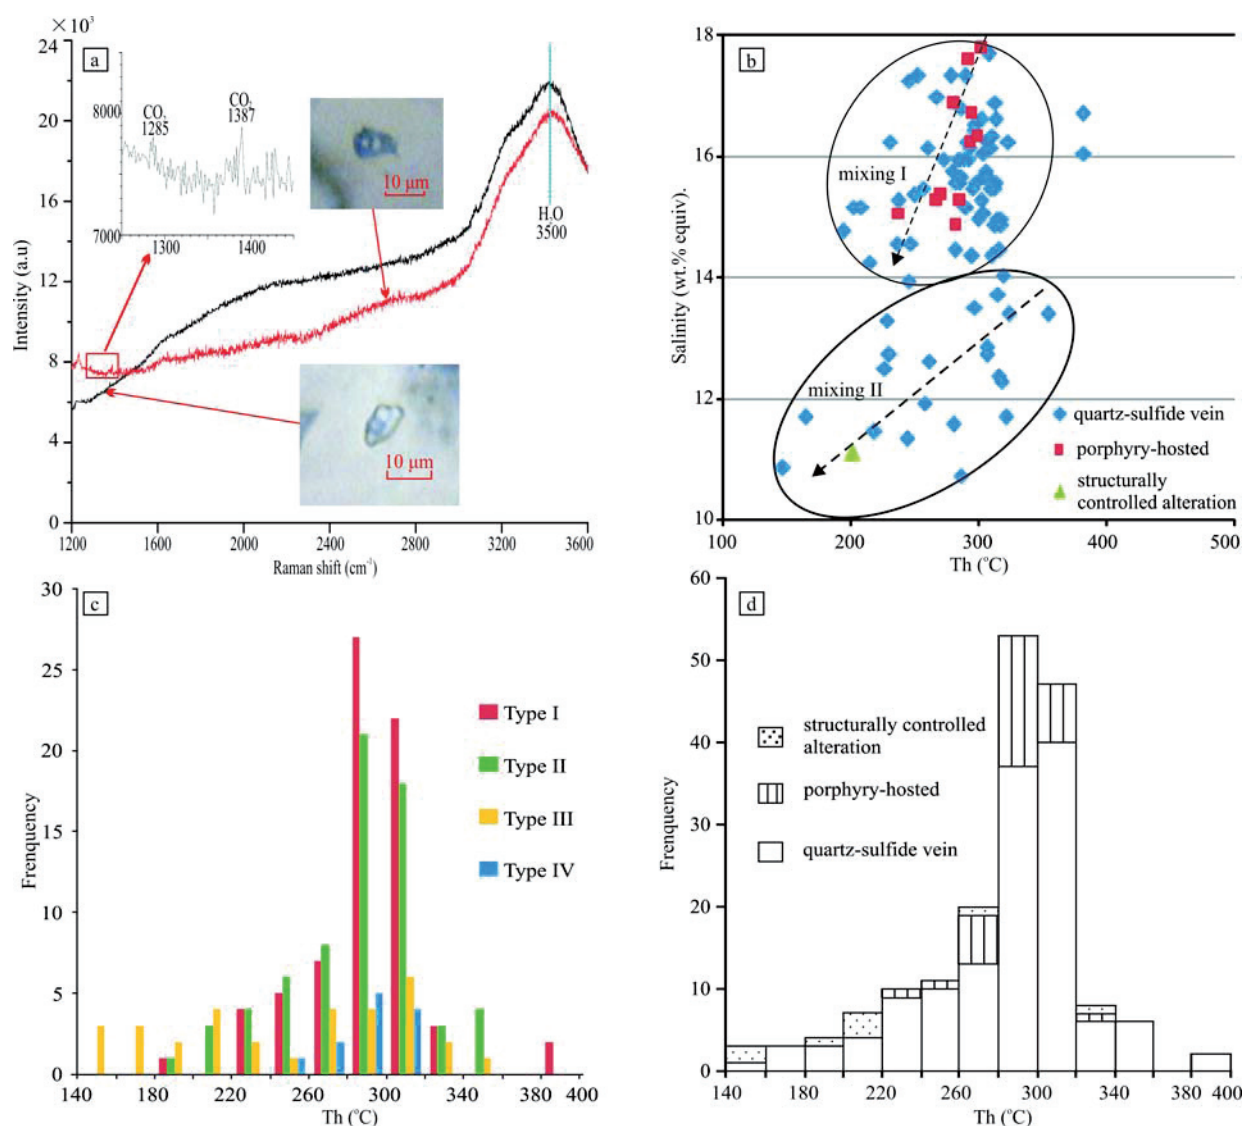 ×10³
24
20
16
12
8
4
0
1200
1600
2000
2400
2800
3200
3600
Intensity (a.u)
Raman shift (cm⁻¹)
a
8000
7000
CO₂
1285
CO₂
1387
1300
1400
10 μm
10 μm
H₂O
3500
b
18
16
14
12
10
100
200
300
400
500
Salinity (wt.% equiv).
Th (°C)
mixing I
mixing II
quartz-sulfide vein
porphyry-hosted
structurally
controlled alteration
c
30
25
20
15
10
5
0
140
180
220
260
300
340
400
Frenquency
Th (°C)
Type I
Type II
Type III
Type IV
d
60
50
40
30
20
10
0
140
180
220
260
300
340
380
400
Frenquency
Th (°C)
structurally controlled
alteration
porphyry-hosted
quartz-sulfide vein